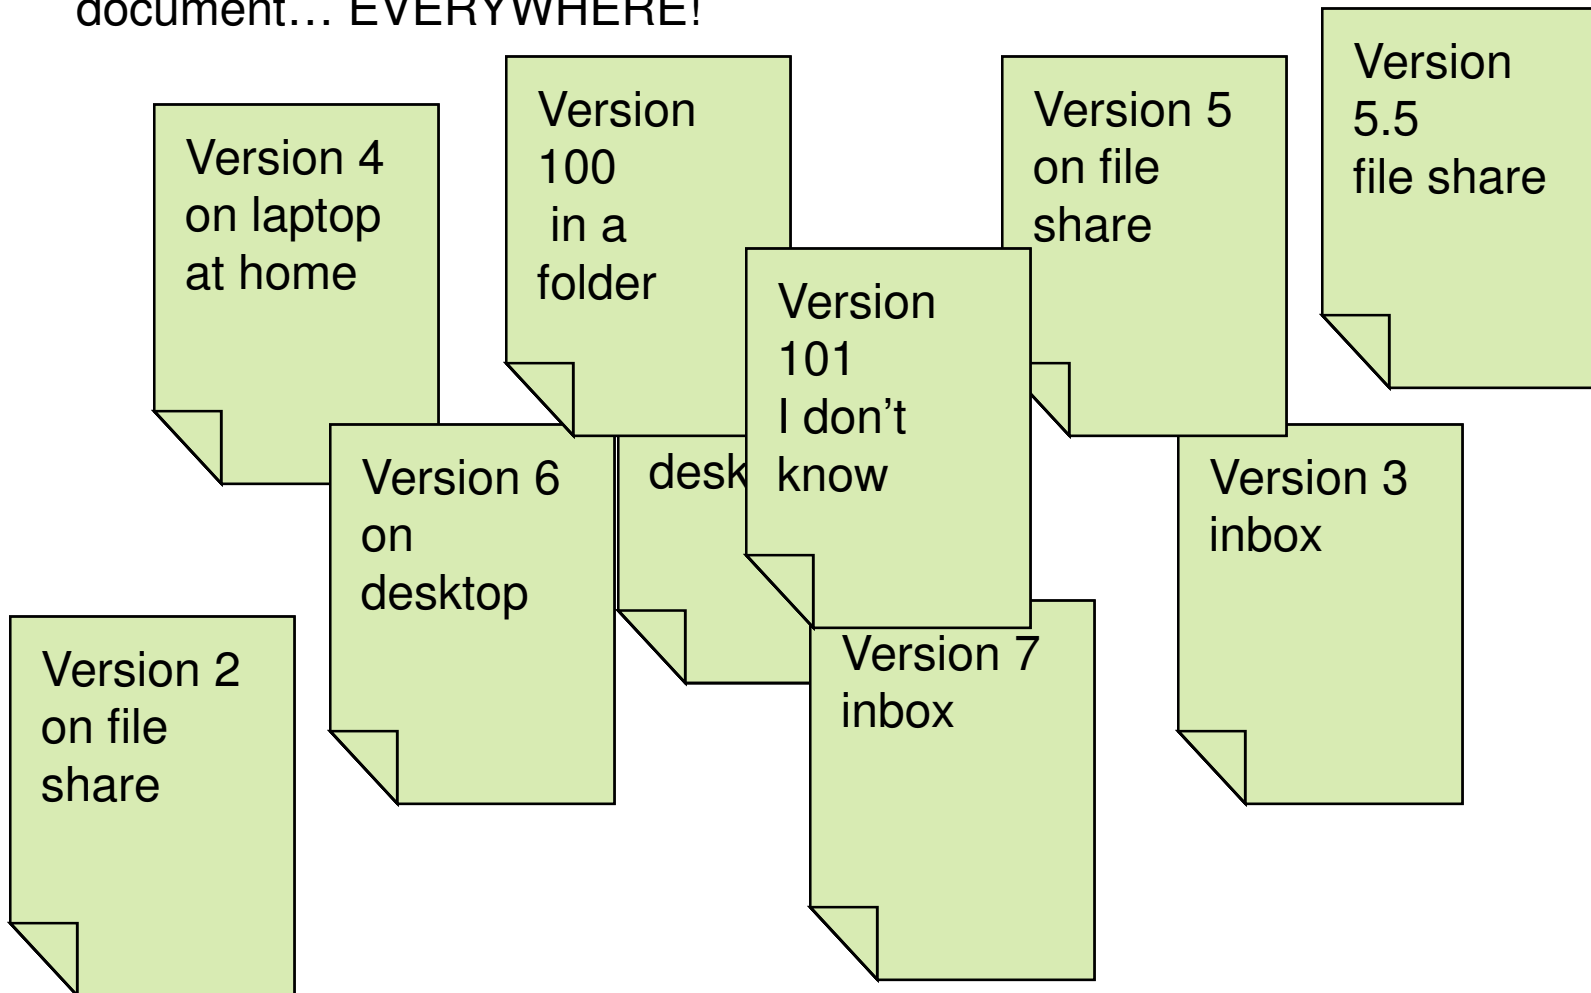 document… EVERYWHERE!
Version 4
on laptop
at home
Version
100
in a
folder
Version
101
I don’t
know
Version 5
on file
share
Version
5.5
file share
Version 6
on
desktop
Version 3
inbox
Version 2
on file
share
Version 7
inbox